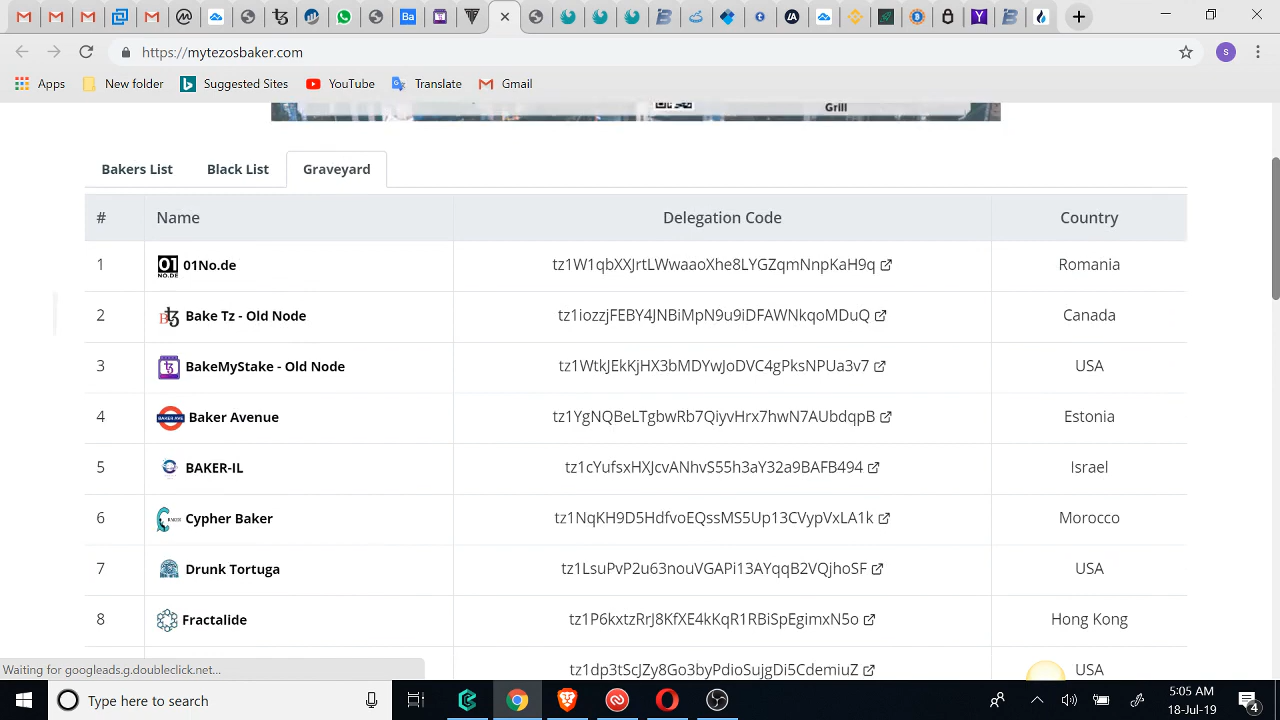 https://mytezosbaker.com
Apps
New folder
Suggested Sites
YouTube
Translate
Gmail
Grill
Bakers List
Black List
Graveyard
# Name Delegation Code Country
1 01No.de tz1W1qbXXJrtLWwaaoXhe8LYGZqmNnpKaH9q Romania
2 Bake Tz - Old Node tz1iozzjFEBY4JNBiMpN9u9iDFAWNkqoMDuQ Canada
3 BakeMyStake - Old Node tz1WtkJEkKjHX3bMDYwJoDVC4gPksNPUa3v7 USA
4 Baker Avenue tz1YgNQBeLTgbwRb7QiyvHrx7hwN7AUbdqpB Estonia
5 BAKER-IL tz1cYufsxHXJcvANhvS55h3aY32a9BAFB494 Israel
6 Cypher Baker tz1NqKH9D5HdfvoEQssMS5Up13CVypVxLA1k Morocco
7 Drunk Tortuga tz1LsuPvP2u63nouVGAPi13AYqqB2VQjhoSF USA
8 Fractalide tz1P6kxtzRrJ8KfXE4kKqR1RBiSpEgimxN5o Hong Kong
tz1dp3tScJZy8Go3byPdioSujgDi5CdemiuZ USA
Waiting for googleads.g.doubleclick.net...
Type here to search
5:05 AM
18-Jul-19
4